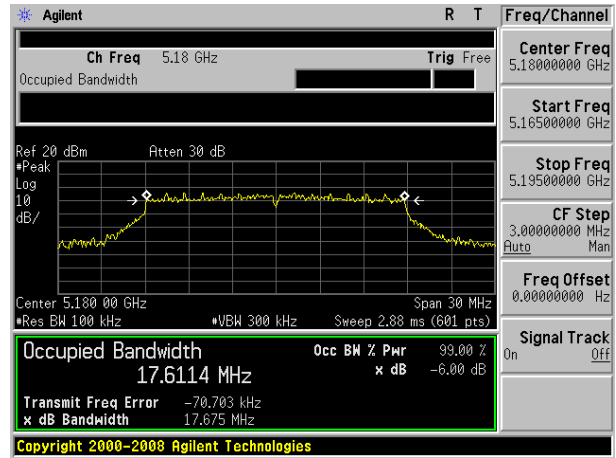 Agilent R T Freq/Channel
Ch Freq 5.18 GHz Trig Free
Occupied Bandwidth
Center Freq
5.18000000 GHz
Start Freq
5.16500000 GHz
Stop Freq
5.19500000 GHz
CF Step
3.00000000 MHz
Auto Man
Freq Offset
0.00000000 Hz
Signal Track
On Off
Ref 20 dBm Atten 30 dB
#Peak
Log
10
dB/
Center 5.180 00 GHz Span 30 MHz
#Res BW 100 kHz #VBW 300 kHz Sweep 2.88 ms (601 pts)
Occupied Bandwidth Occ BW % Pwr 99.00 %
17.6114 MHz x dB -6.00 dB
Transmit Freq Error -70.703 kHz
x dB Bandwidth 17.675 MHz
Copyright 2000-2008 Agilent Technologies